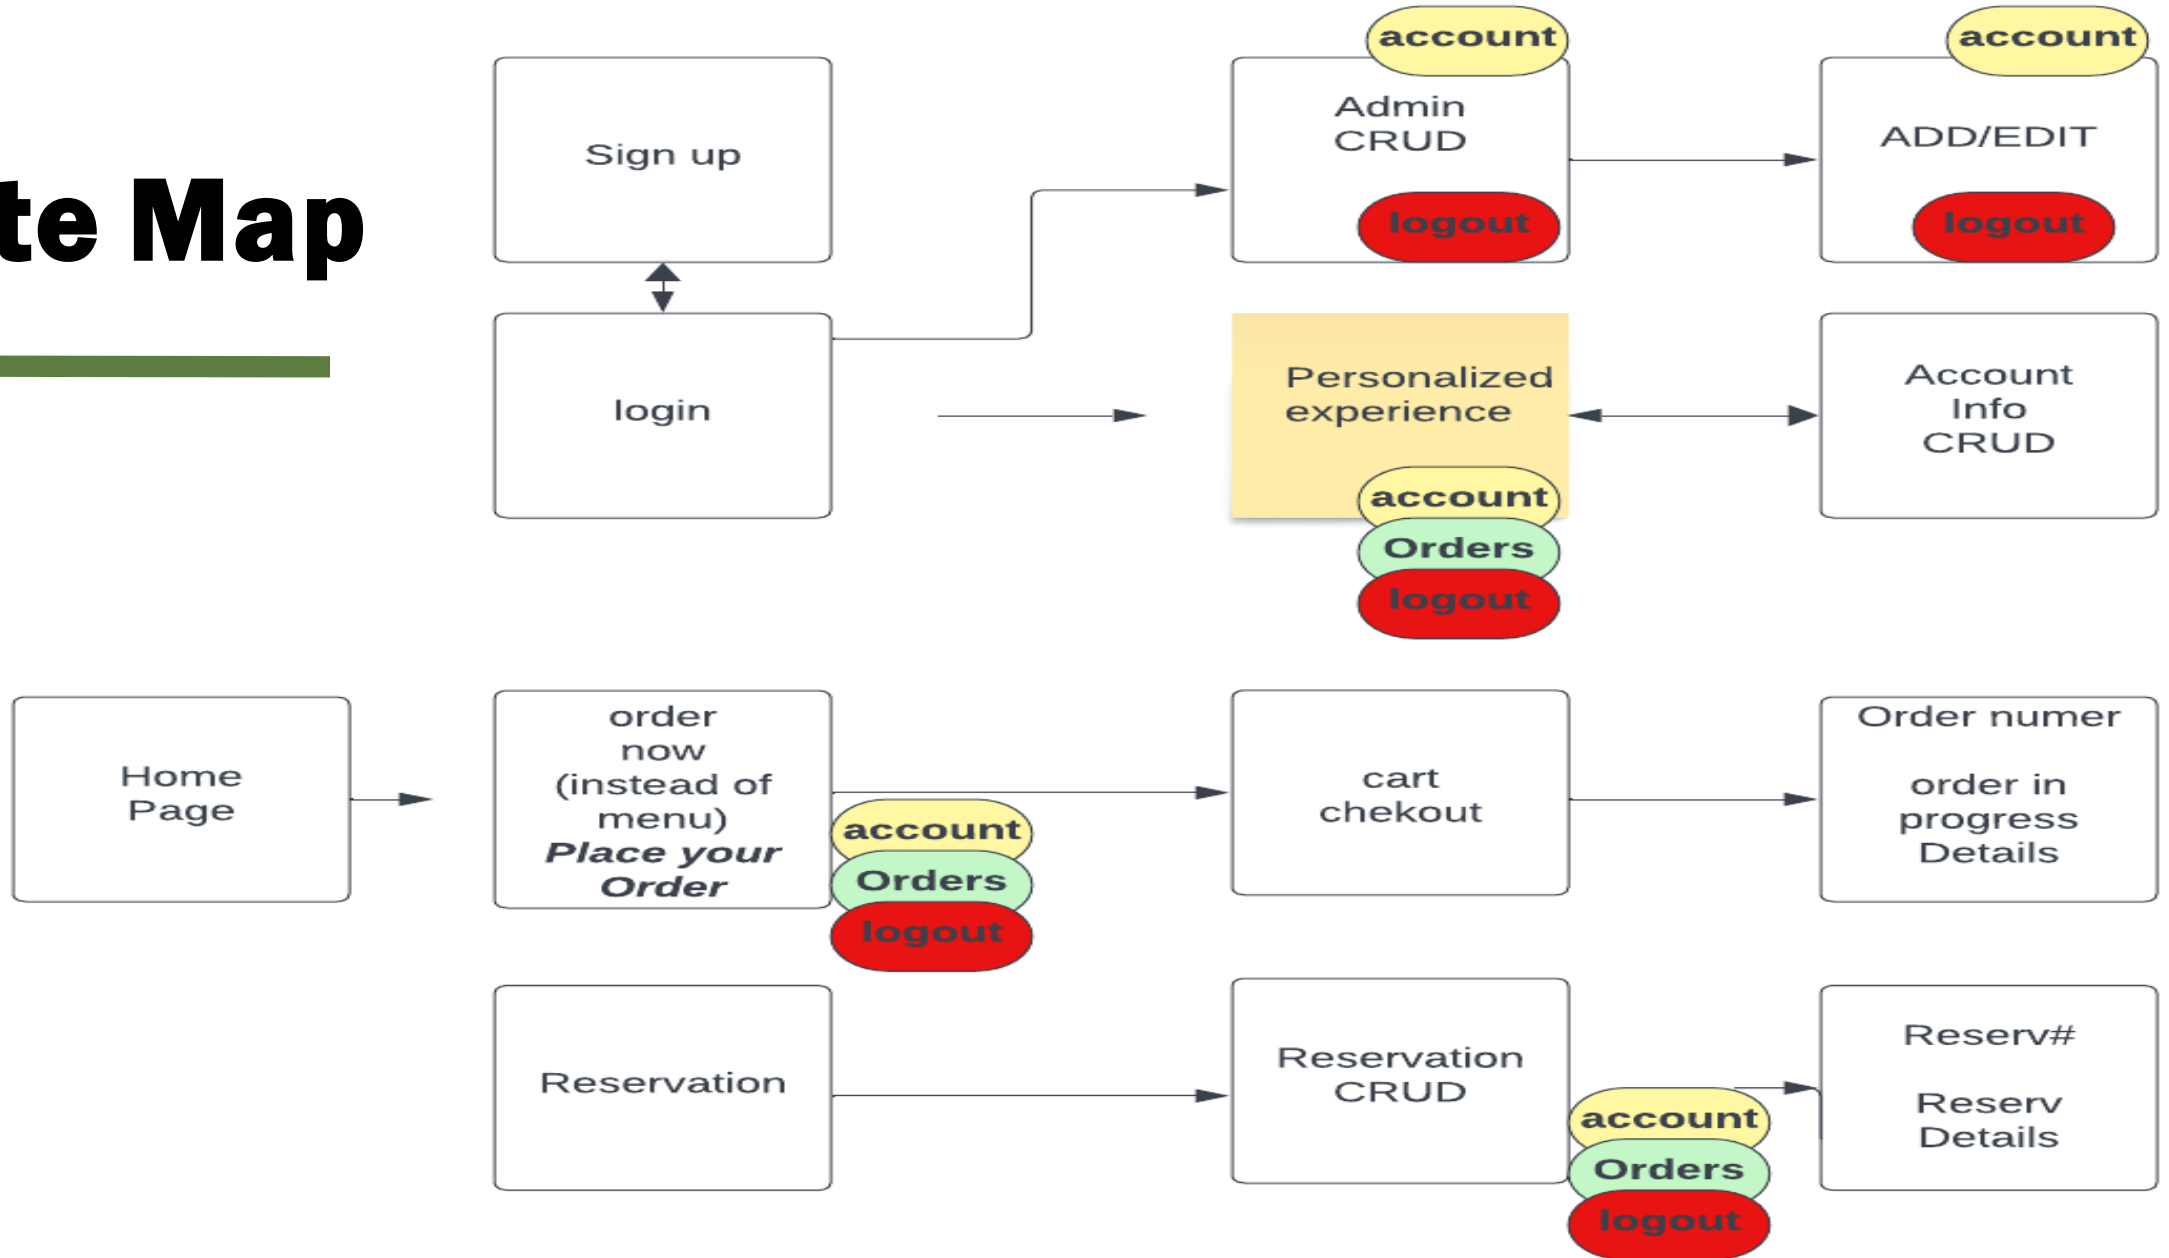 te Map
Sign up
account
Admin
CRUD
logout
account
ADD/EDIT
logout
login
Personalized
experience
account
Orders
logout
Account
Info
CRUD
Home
Page
order
now
(instead of
menu)
Place your
Order
account
Orders
logout
cart
chekout
Order numer
order in
progress
Details
Reservation
Reservation
CRUD
account
Orders
logout
Reserv#
Reserv
Details